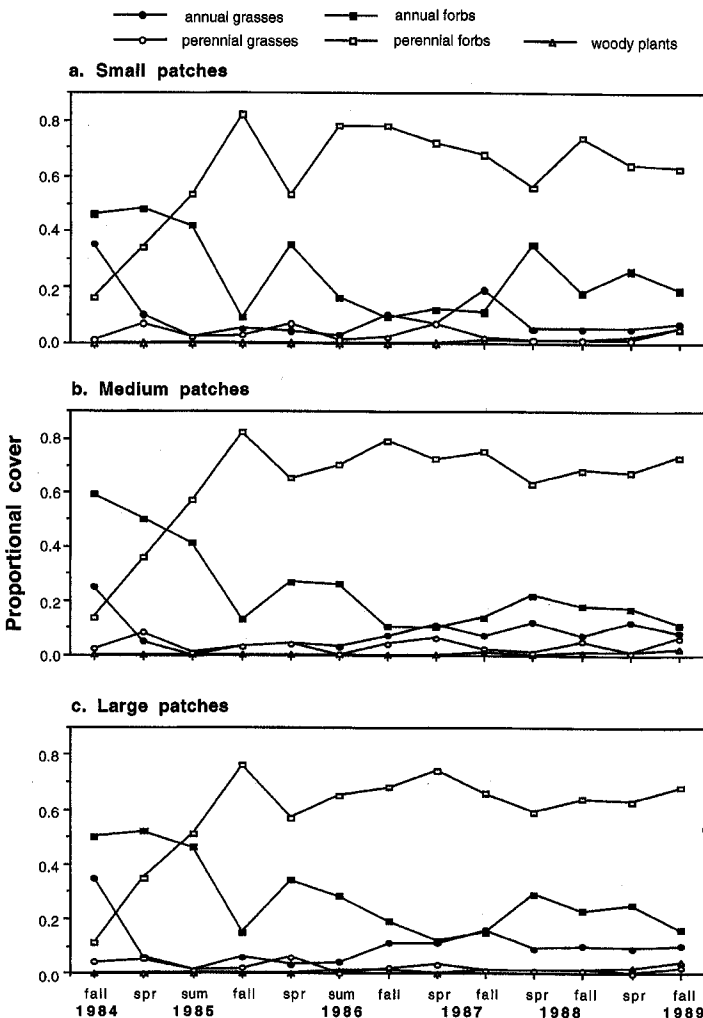 annual grasses annual forbs
perennial grasses perennial forbs woody plants
a. Small patches
0.8
0.6
0.4
0.2
0.0
b. Medium patches
0.8
0.6
0.4
0.2
0.0
Proportional cover
c. Large patches
0.8
0.6
0.4
0.2
0.0
fall spr sum fall spr sum fall spr fall spr fall spr fall
1984 1985 1986 1987 1988 1989